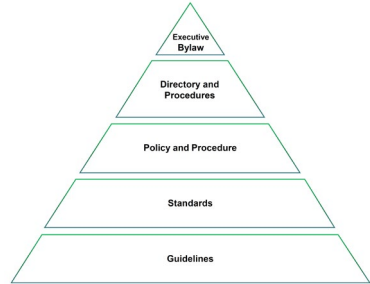 Executive
Bylaw
Directory and
Procedures
Policy and Procedure
Standards
Guidelines